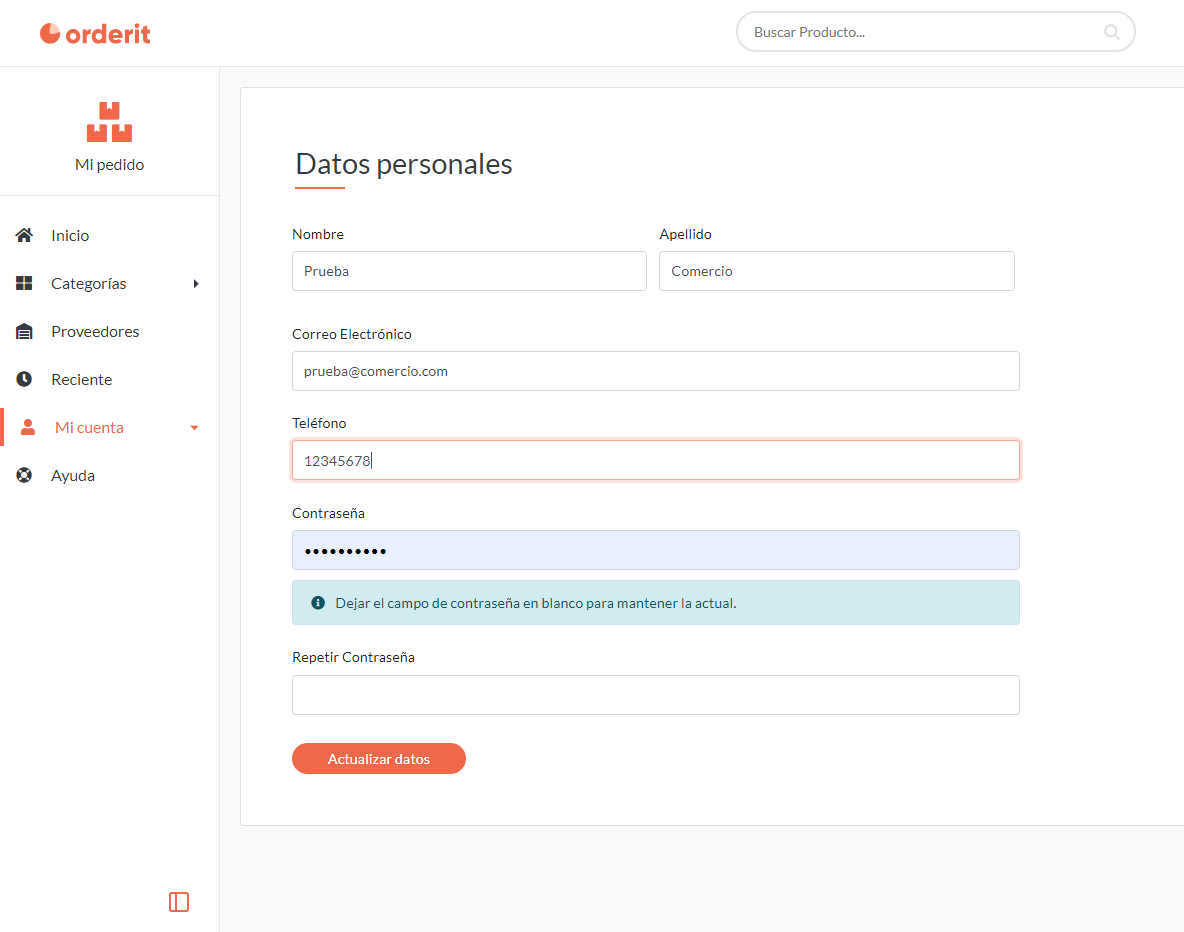 orderit
Buscar Producto...
Mi pedido
Inicio
Categorías
Proveedores
Reciente
Mi cuenta
Ayuda
Datos personales
Nombre
Apellido
Prueba
Comercio
Correo Electrónico
prueba@comercio.com
Teléfono
12345678
Contraseña
••••••••••
Dejar el campo de contraseña en blanco para mantener la actual.
Repetir Contraseña
Actualizar datos